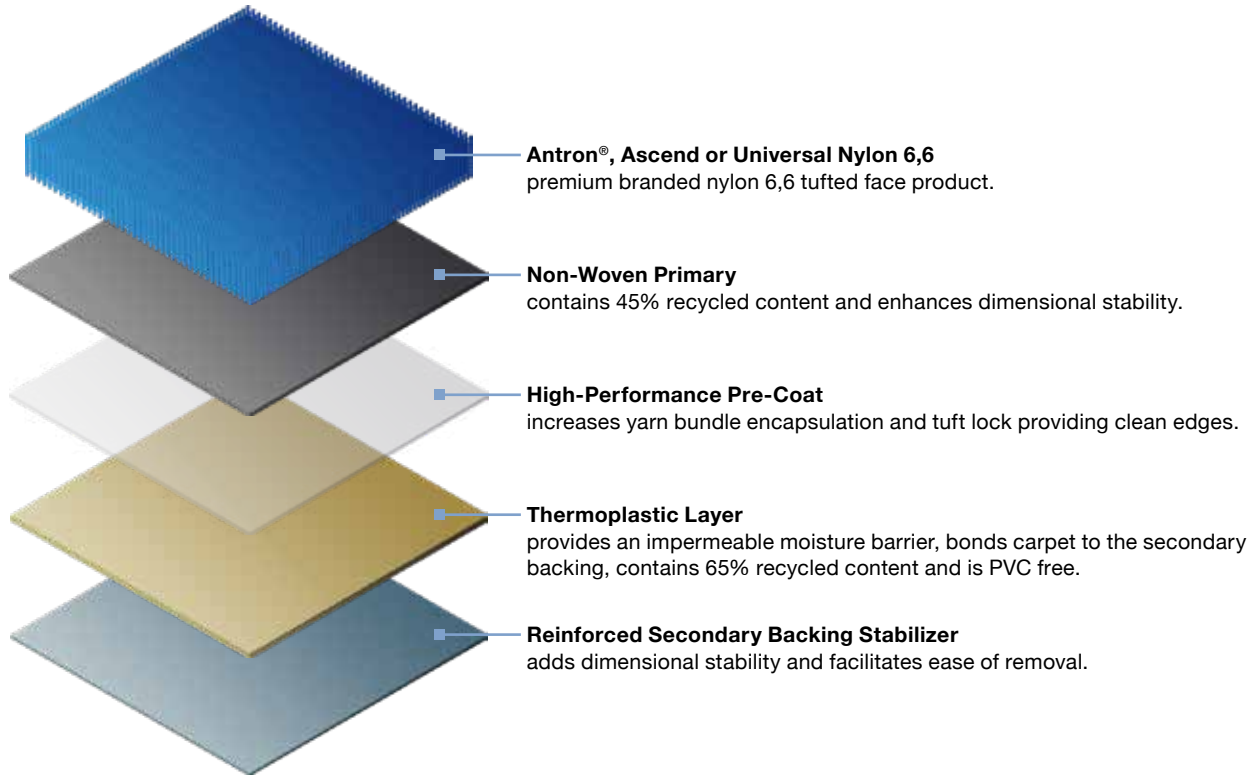 Antron®, Ascend or Universal Nylon 6,6
premium branded nylon 6,6 tufted face product.
Non-Woven Primary
contains 45% recycled content and enhances dimensional stability.
High-Performance Pre-Coat
increases yarn bundle encapsulation and tuft lock providing clean edges.
Thermoplastic Layer
provides an impermeable moisture barrier, bonds carpet to the secondary
backing, contains 65% recycled content and is PVC free.
Reinforced Secondary Backing Stabilizer
adds dimensional stability and facilitates ease of removal.